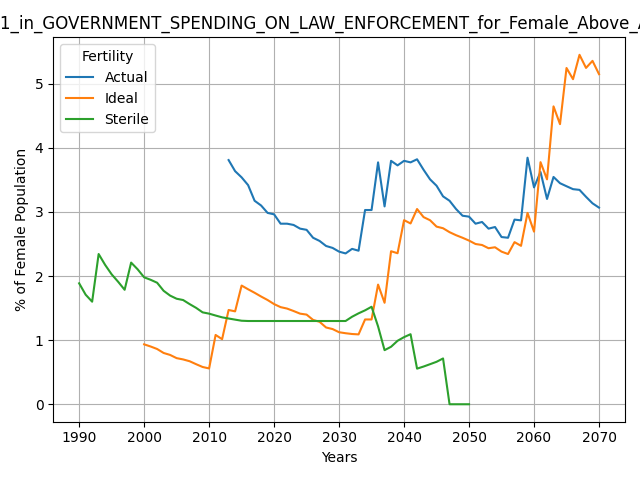 1_in_GOVERNMENT_SPENDING_ON_LAW_ENFORCEMENT_for_Female_Above_
Fertility
Actual
Ideal
Sterile
% of Female Population
5
4
3
2
1
0
1990 2000 2010 2020 2030 2040 2050 2060 2070
Years